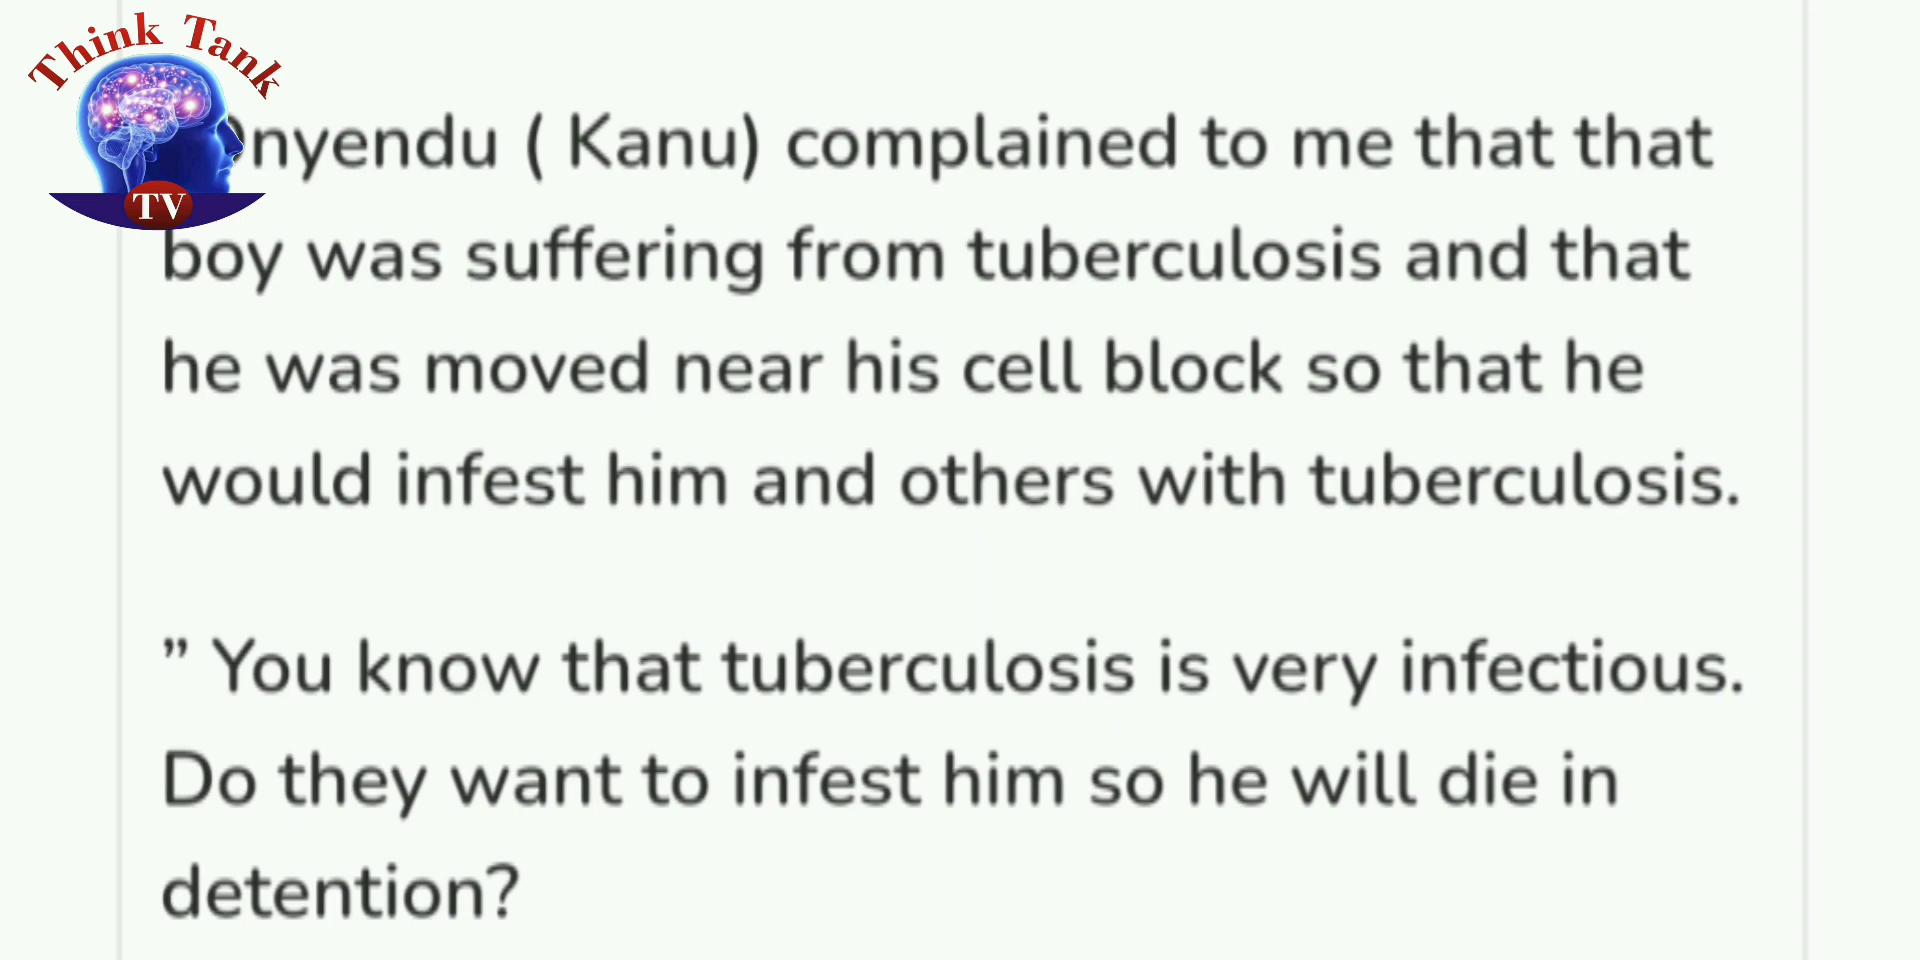 Think Tank
TV
Onyendu ( Kanu) complained to me that that
boy was suffering from tuberculosis and that
he was moved near his cell block so that he
would infest him and others with tuberculosis.
” You know that tuberculosis is very infectious.
Do they want to infest him so he will die in
detention?